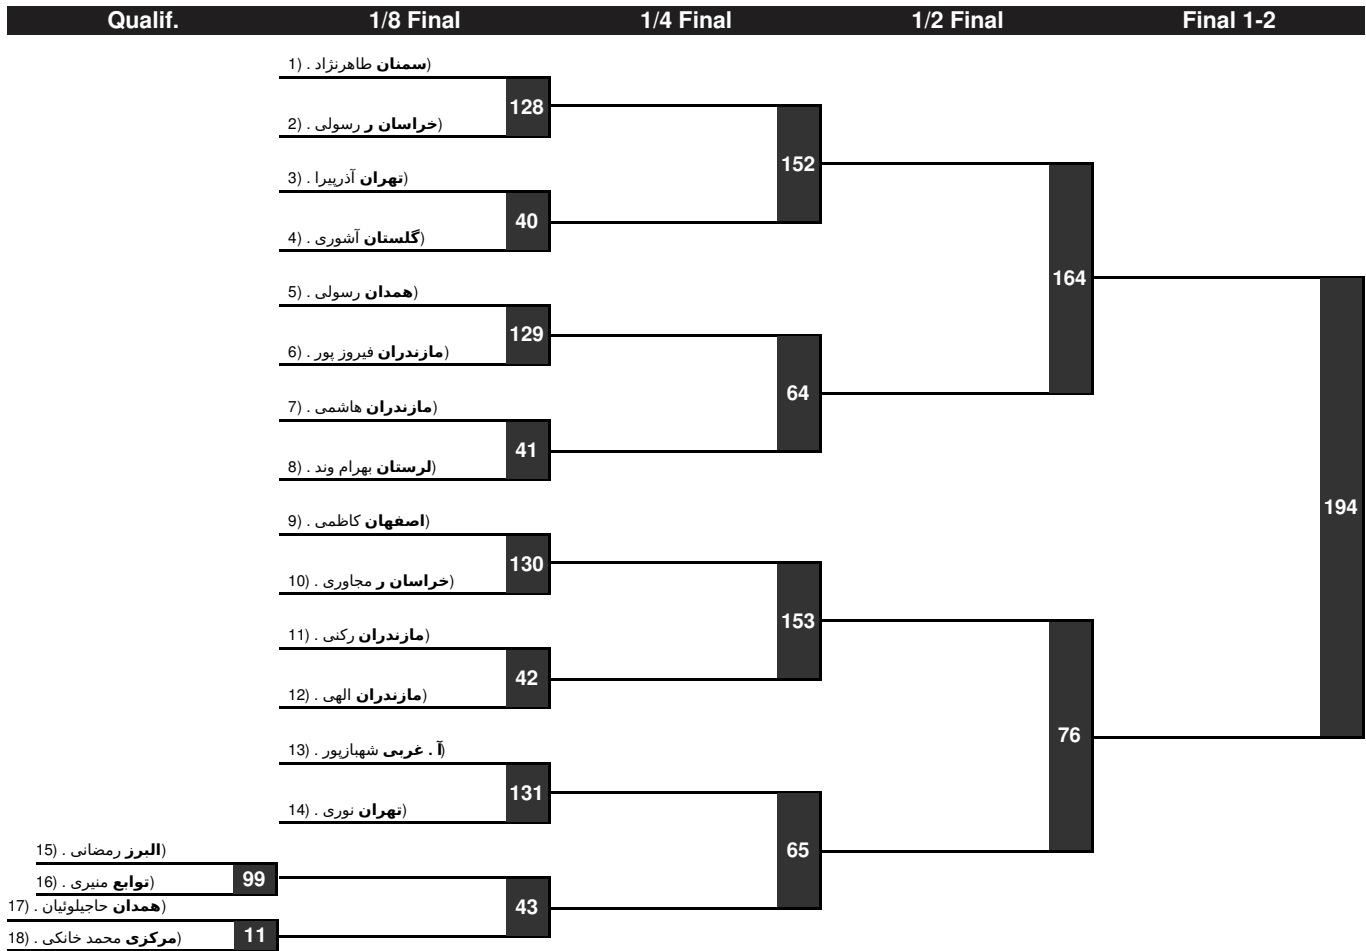 Qualif. 1/8 Final 1/4 Final 1/2 Final Final 1-2
1) . طاهرنژاد سمنان)
128
2) . رسولی خراسان ر)
152
3) . آذرپیرا تهران)
40
4) . آشوری گلستان)
164
5) . رسولی همدان)
129
6) . فیروز پور مازندران)
64
7) . هاشمی مازندران)
41
8) . بهرام وند لرستان)
194
9) . کاظمی اصفهان)
130
10) . مجاوری خراسان ر)
153
11) . رکنی مازندران)
42
12) . الهی مازندران)
76
13) . شهبازپور آ . غربی)
131
14) . نوری تهران)
65
15) . رمضانی البرز)
99
16) . منیری توابع)
43
17) . حاجیلوئیان همدان)
11
18) . محمد خانکی مرکزی)